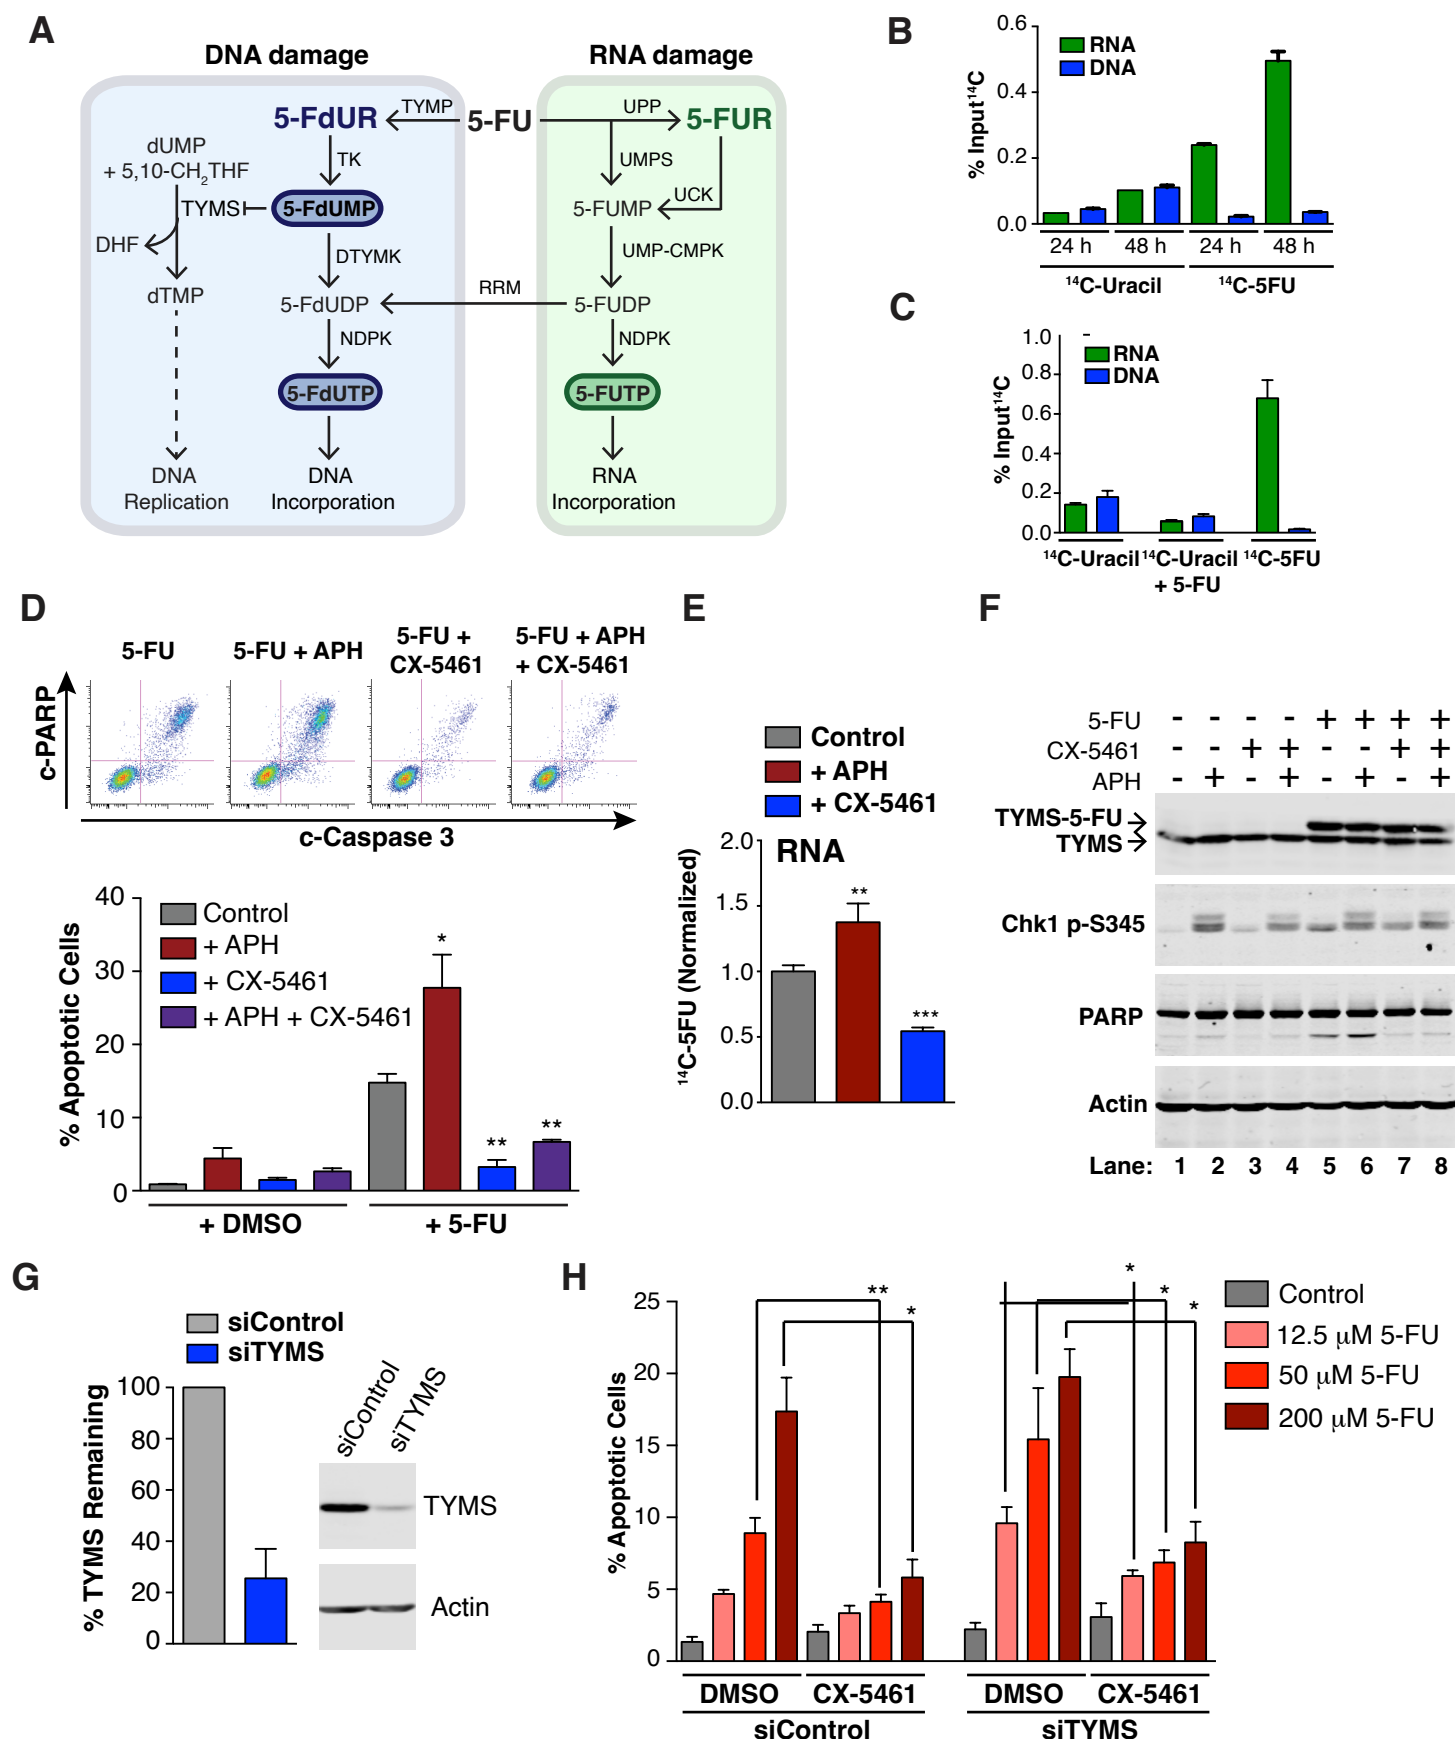 A
DNA damage
RNA damage
5-FdUR
TYMP
5-FU
UPP
5-FUR
dUMP
+ 5,10-CH2THF
TK
UMPS
UCK
TYMS
5-FdUMP
5-FUMP
DHF
DTYMK
UMP-CMPK
dTMP
5-FdUDP
RRM
5-FUDP
NDPK
NDPK
5-FdUTP
5-FUTP
DNA
Replication
DNA
Incorporation
RNA
Incorporation
B
% Input14C
0.6
0.4
0.2
0.0
RNA
DNA
24 h
48 h
24 h
48 h
14C-Uracil
14C-5FU
C
% Input14C
1.0
0.8
0.6
0.4
0.2
0.0
RNA
DNA
14C-Uracil
14C-Uracil
+ 5-FU
14C-5FU
D
5-FU
5-FU + APH
5-FU +
CX-5461
5-FU + APH
+ CX-5461
c-PARP
c-Caspase 3
% Apoptotic Cells
40
30
20
10
0
Control
+ APH
+ CX-5461
+ APH + CX-5461
*
**
**
+ DMSO
+ 5-FU
E
Control
+ APH
+ CX-5461
14C-5FU (Normalized)
2.0
1.5
1.0
0.5
0.0
RNA
**
***
F
5-FU - - - - + + + +
CX-5461 - - + + - - + +
APH - + - + - + - +
TYMS-5-FU
TYMS
Chk1 p-S345
PARP
Actin
Lane: 1 2 3 4 5 6 7 8
G
siControl
siTYMS
% TYMS Remaining
100
80
60
40
20
0
siControl
siTYMS
TYMS
Actin
H
% Apoptotic Cells
25
20
15
10
5
0
**
*
*
*
*
Control
12.5 μM 5-FU
50 μM 5-FU
200 μM 5-FU
DMSO
CX-5461
DMSO
CX-5461
siControl
siTYMS